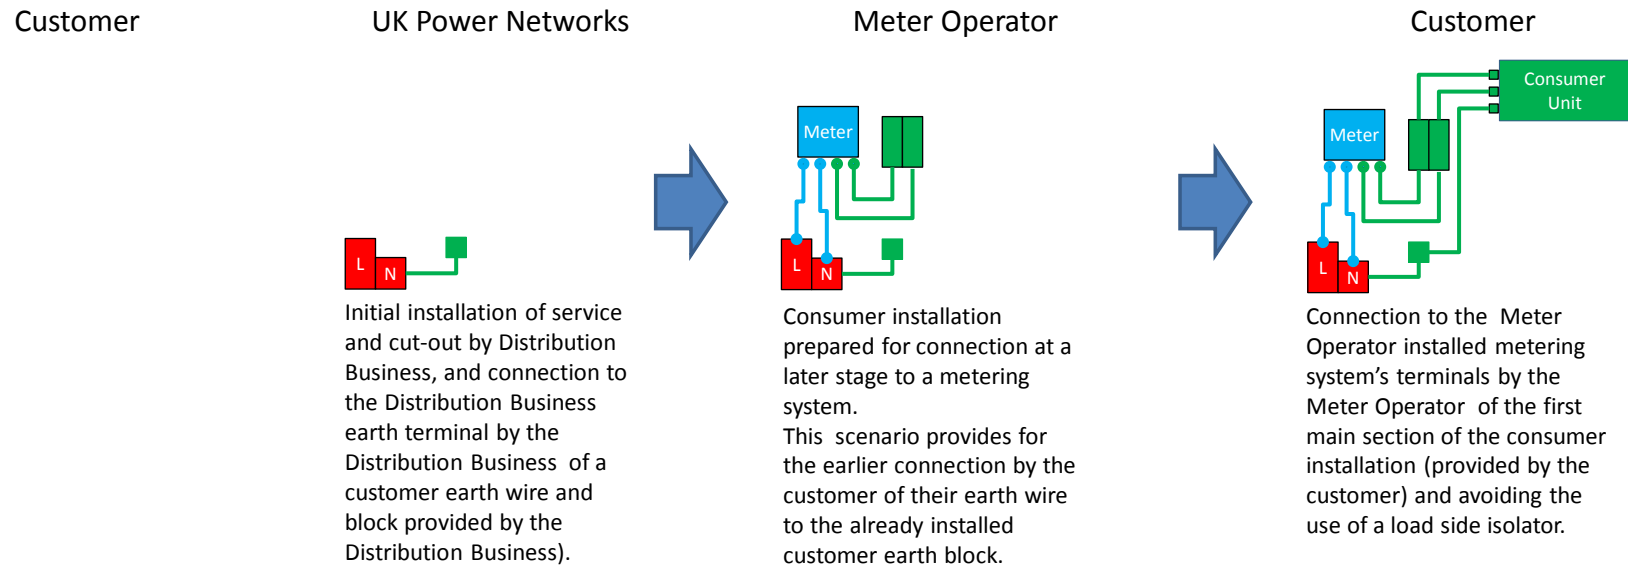 Customer
UK Power Networks
Meter Operator
Customer
L
N
Initial installation of service
and cut-out by Distribution
Business, and connection to
the Distribution Business
earth terminal by the
Distribution Business of a
customer earth wire and
block provided by the
Distribution Business).
Meter
L
N
Consumer installation
prepared for connection at a
later stage to a metering
system.
This scenario provides for
the earlier connection by the
customer of their earth wire
to the already installed
customer earth block.
Consumer
Unit
Meter
L
N
Connection to the Meter
Operator installed metering
system's terminals by the
Meter Operator of the first
main section of the consumer
installation (provided by the
customer) and avoiding the
use of a load side isolator.